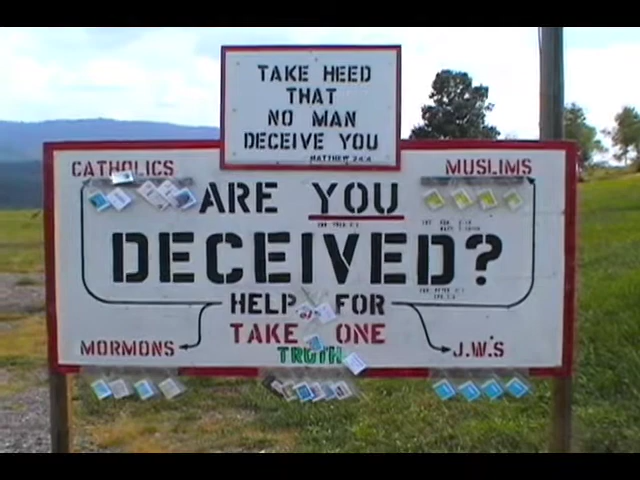 TAKE HEED
THAT
NO MAN
DECEIVE YOU
MATTHEW 24:4
CATHOLICS
MUSLIMS
ARE YOU
DECEIVED?
HELP FOR
TAKE ONE
TRUTH
MORMONS
J.W.'S